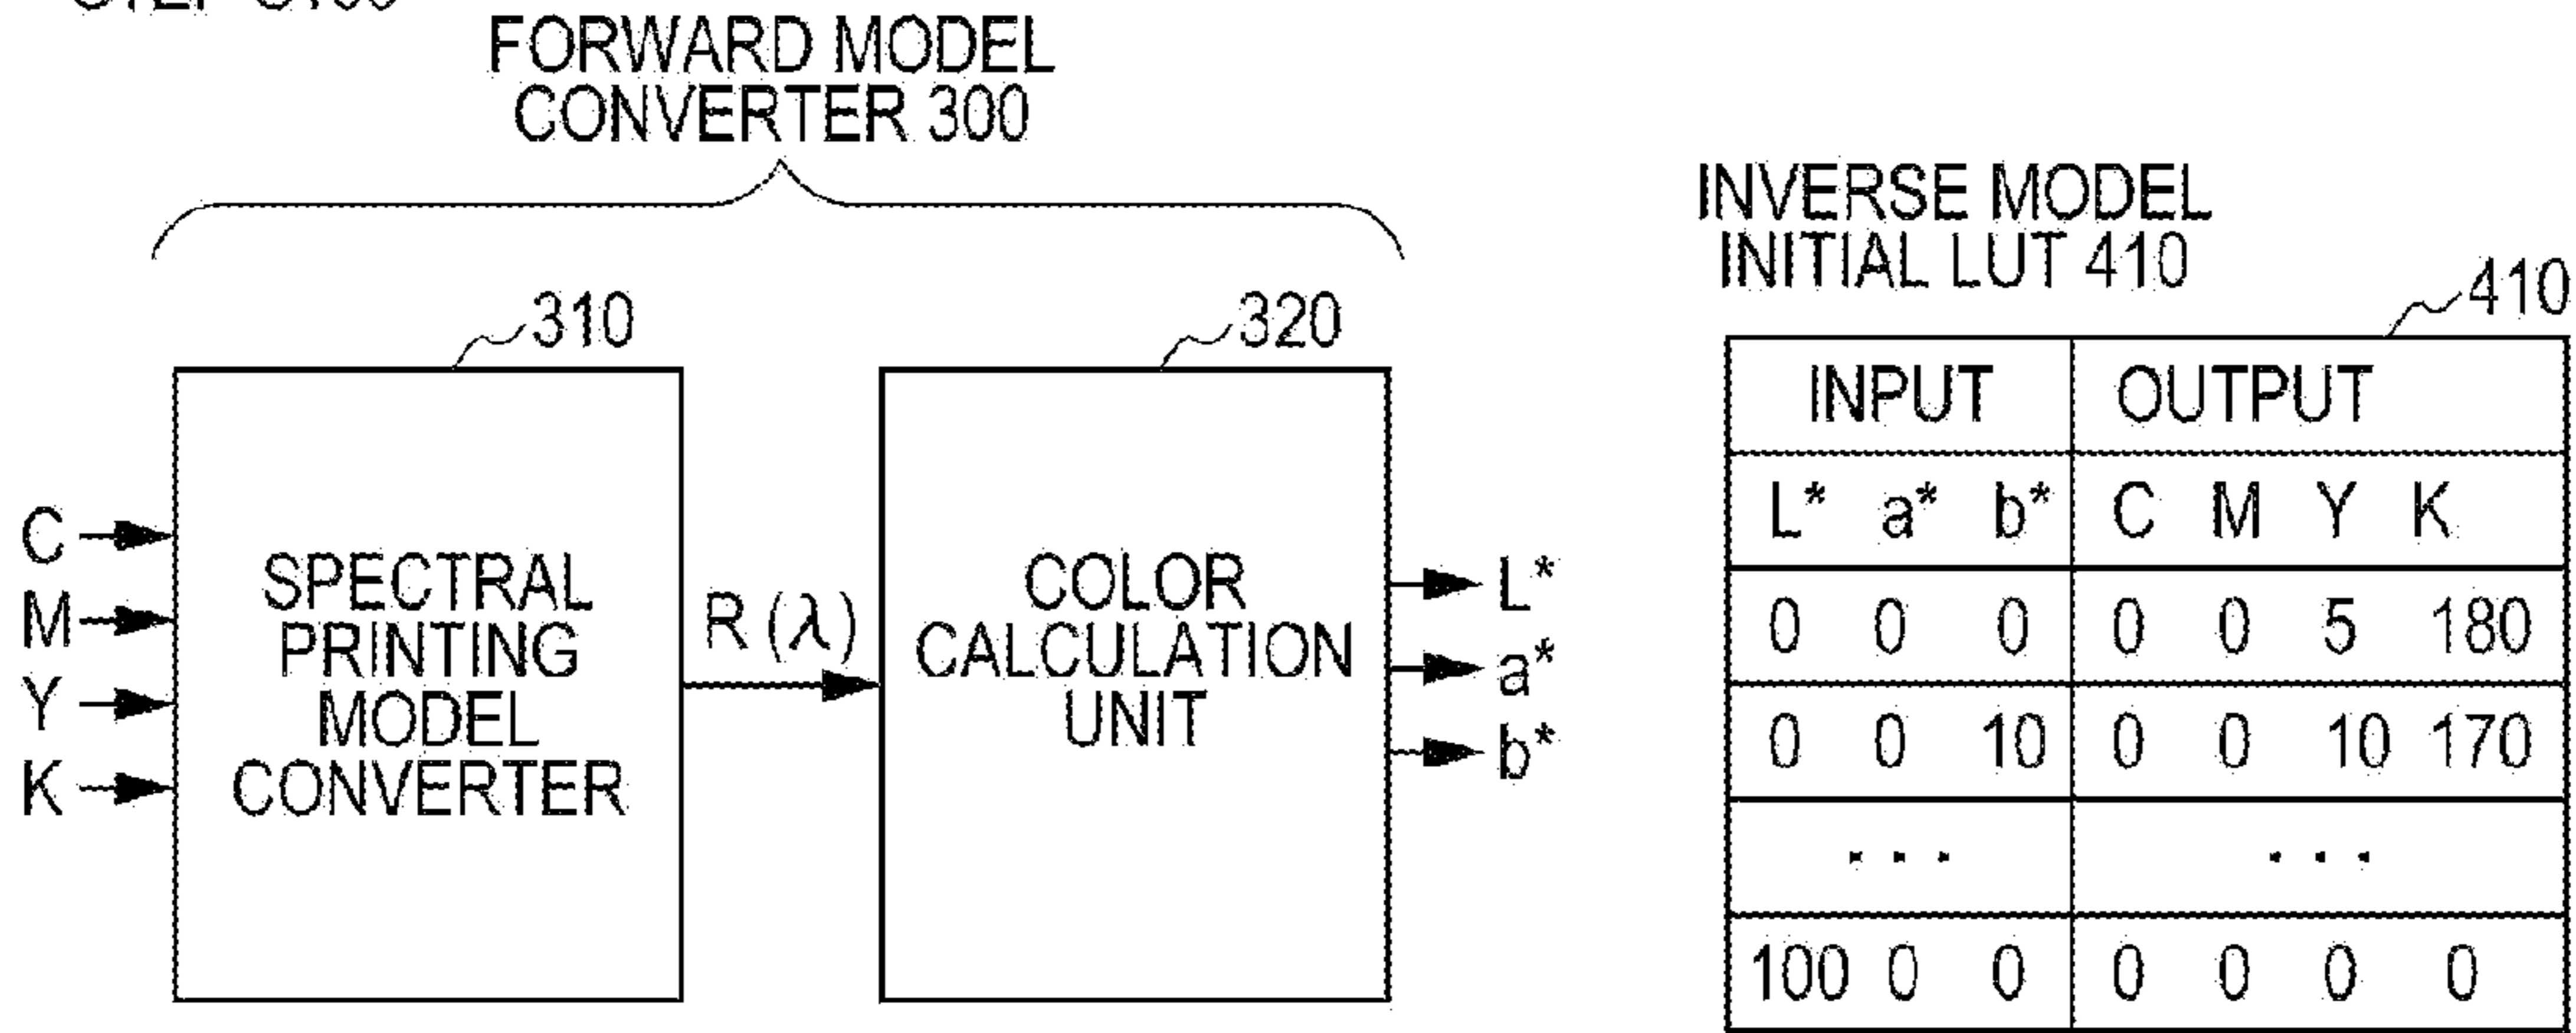 FORWARD MODEL
CONVERTER 300
310
320
C
M
Y
K
SPECTRAL
PRINTING
MODEL
CONVERTER
R (λ)
COLOR
CALCULATION
UNIT
L*
a*
b*
INVERSE MODEL
INITIAL LUT 410
410
INPUT OUTPUT
L* a* b* C M Y K
0 0 0 0 0 5 180
0 0 10 0 0 10 170
... ...
100 0 0 0 0 0 0